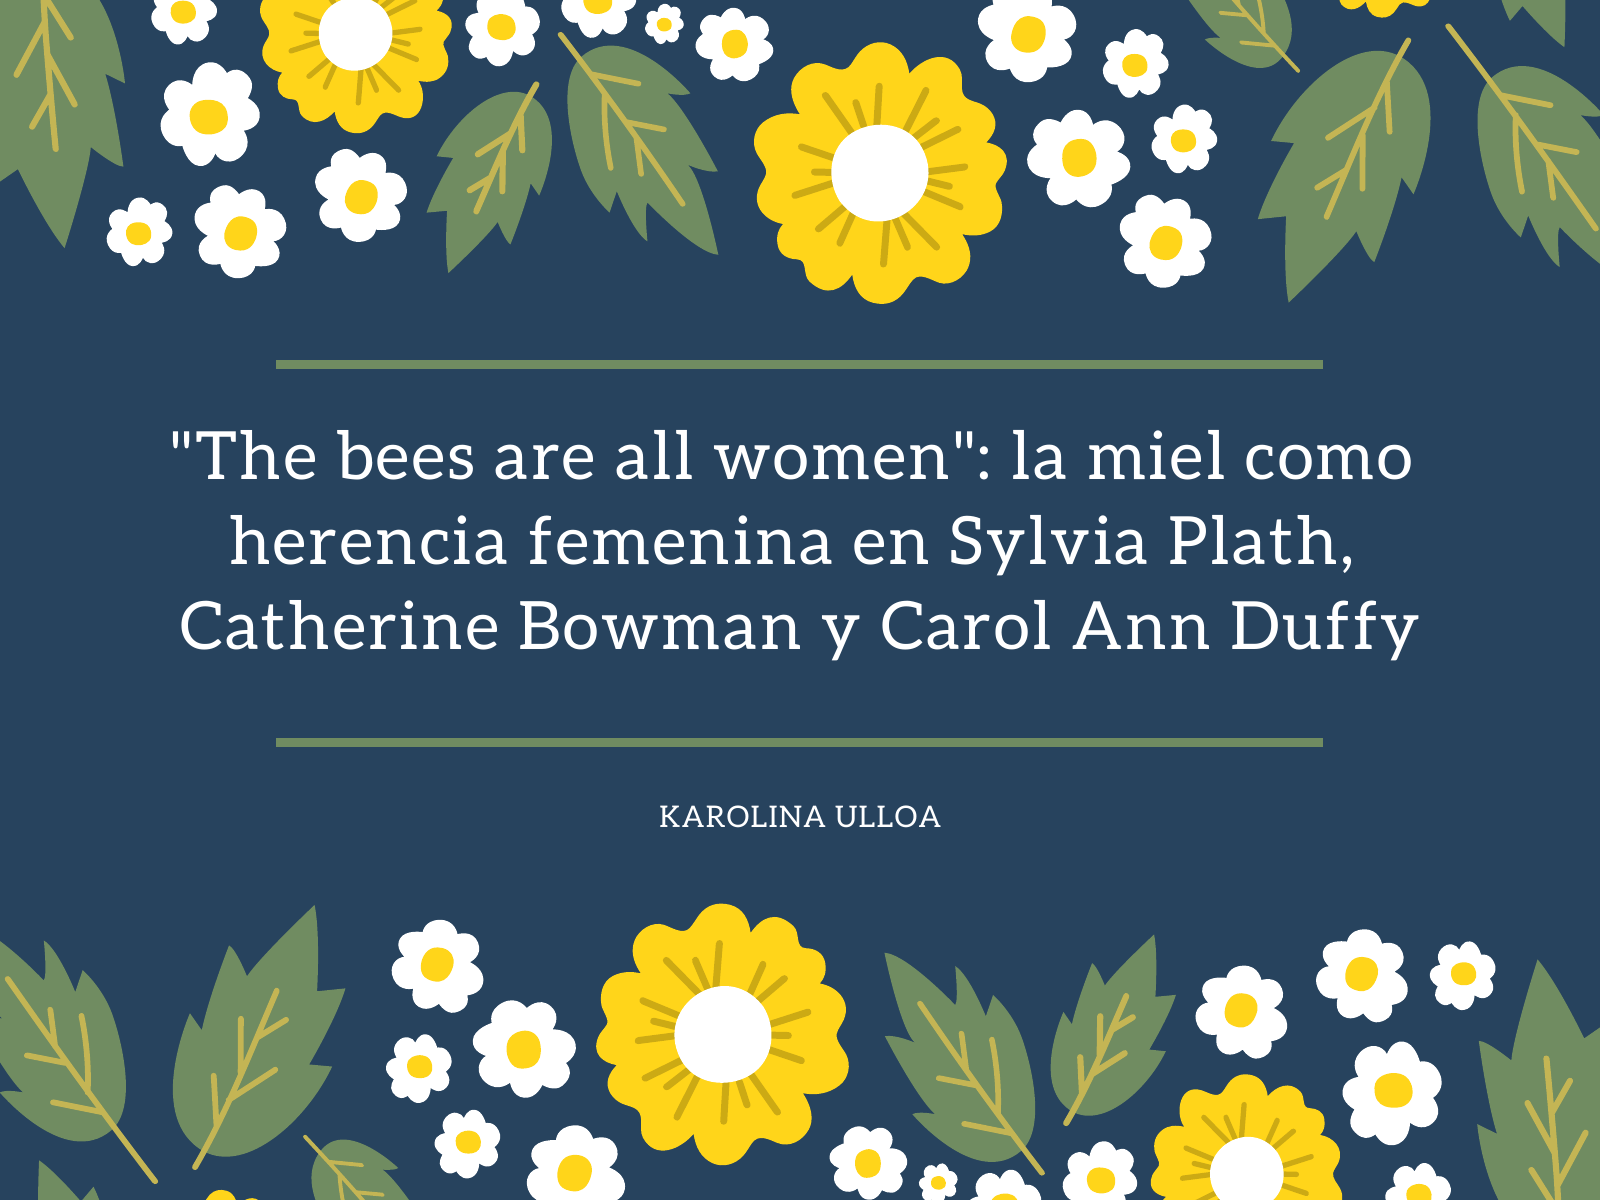 "The bees are all women": la miel como
herencia femenina en Sylvia Plath,
Catherine Bowman y Carol Ann Duffy
KAROLINA ULLOA